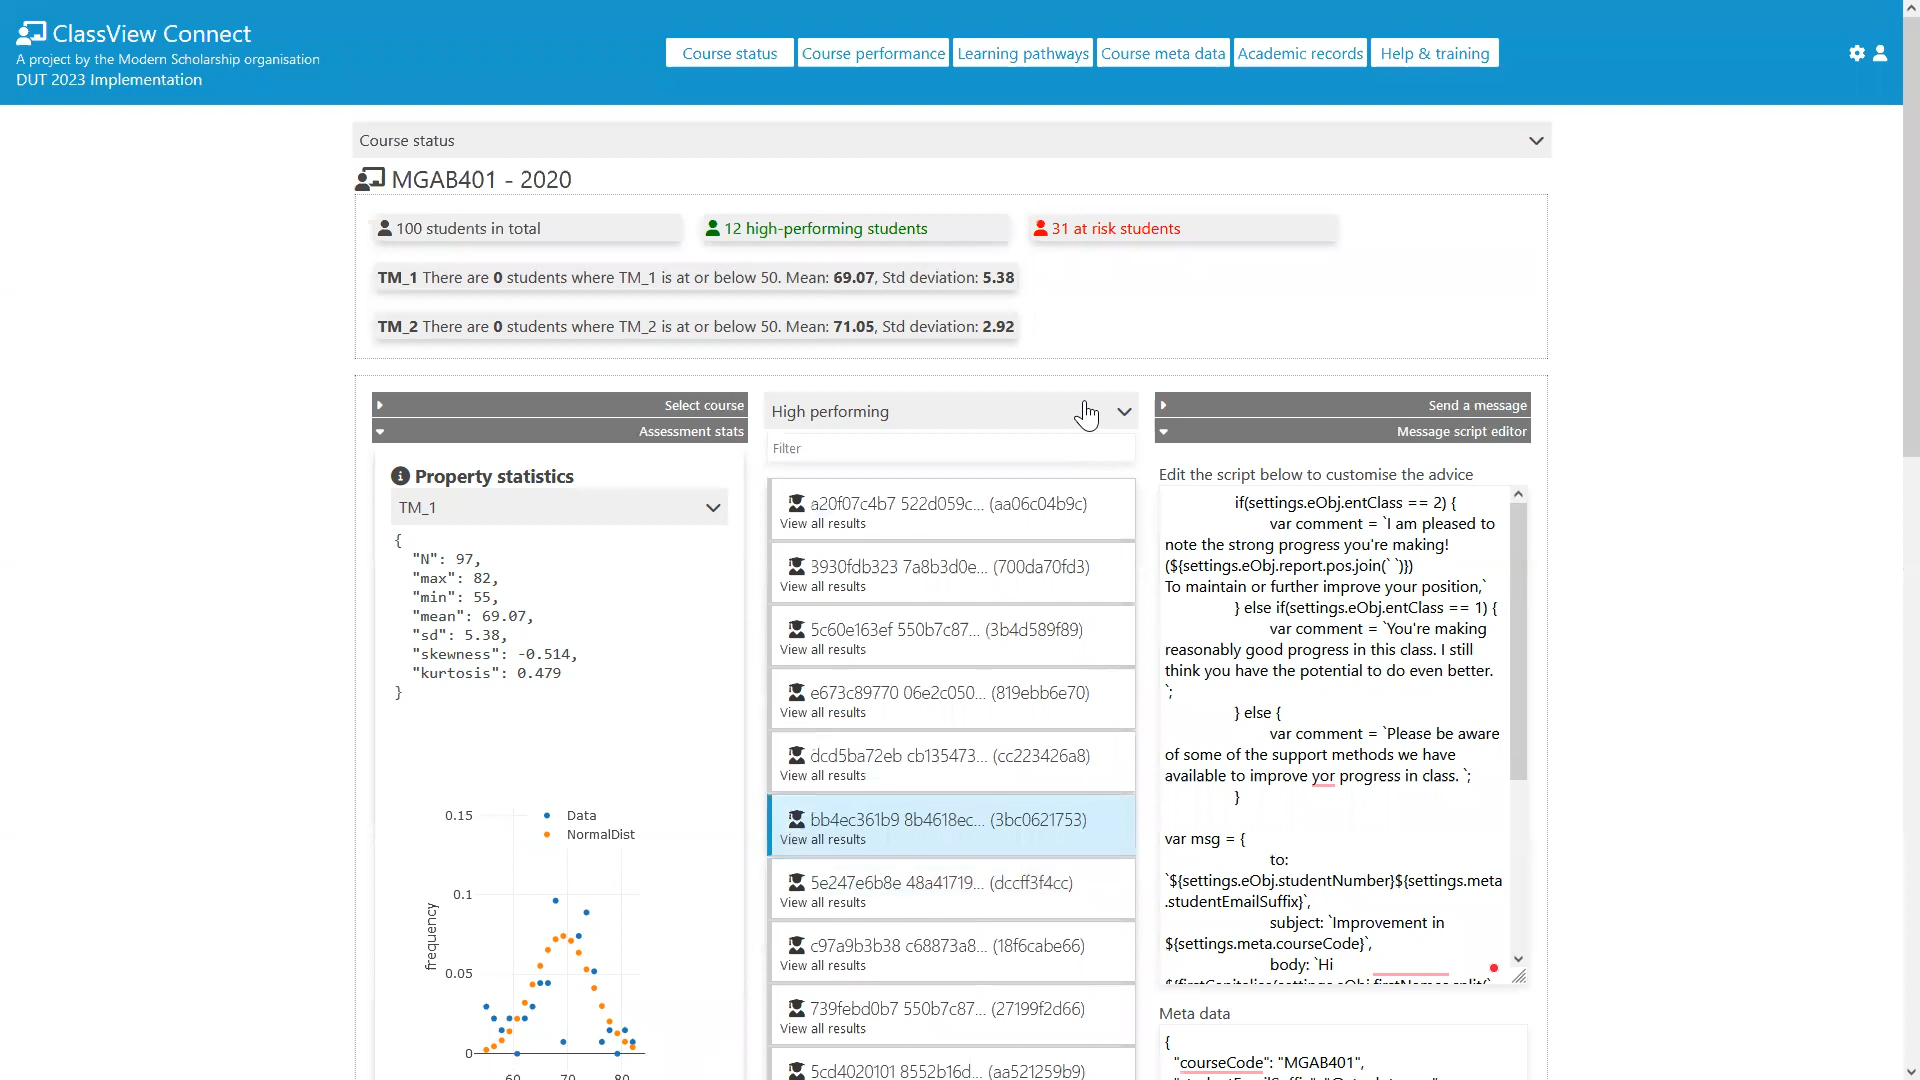 ClassView Connect
A project by the Modern Scholarship organisation
DUT 2023 Implementation
Course status
Course performance
Learning pathways
Course meta data
Academic records
Help & training
Course status
MGAB401 - 2020
100 students in total
12 high-performing students
31 at risk students
TM_1 There are 0 students where TM_1 is at or below 50. Mean: 69.07, Std deviation: 5.38
TM_2 There are 0 students where TM_2 is at or below 50. Mean: 71.05, Std deviation: 2.92
Select course
Assessment stats
Property statistics
TM_1
{
"N": 97,
"max": 82,
"min": 55,
"mean": 69.07,
"sd": 5.38,
"skewness": -0.514,
"kurtosis": 0.479
}
0.15
Data
NormalDist
0.1
frequency
0.05
0
60 70 80
High performing
Filter
a20f07c4b7 522d059c... (aa06c04b9c)
View all results
3930fdb323 7a8b3d0e... (700da70fd3)
View all results
5c60e163ef 550b7c87... (3b4d589f89)
View all results
e673c89770 06e2c050... (819ebb6e70)
View all results
dcd5ba72eb cb135473... (cc223426a8)
View all results
bb4ec361b9 8b4618ec... (3bc0621753)
View all results
5e247e6b8e 48a41719... (dccff3f4cc)
View all results
c97a9b3b38 c68873a8... (18f6cabe66)
View all results
739febd0b7 550b7c87... (27199f2d66)
View all results
5cd4020101 8552b16d... (aa521259b9)
Send a message
Message script editor
Edit the script below to customise the advice
if(settings.eObj.entClass == 2) {
var comment = `I am pleased to
note the strong progress you're making!
(${settings.eObj.report.pos.join(` `)})
To maintain or further improve your position,`
} else if(settings.eObj.entClass == 1) {
var comment = `You're making
reasonably good progress in this class. I still
think you have the potential to do even better.
`;
} else {
var comment = `Please be aware
of some of the support methods we have
available to improve yor progress in class. `;
}
var msg = {
to:
`${settings.eObj.studentNumber}${settings.meta
.studentEmailSuffix}`,
subject: `Improvement in
${settings.meta.courseCode}`,
body: `Hi
Meta data
{
"courseCode": "MGAB401",